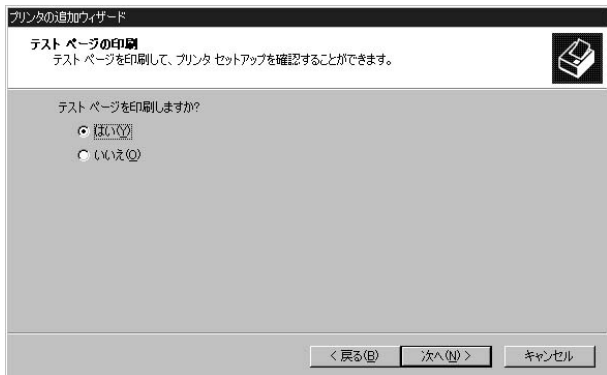 プリンタの追加ウィザード
テスト ページの印刷
テスト ページを印刷して、プリンタ セットアップを確認することができます。
テスト ページを印刷しますか?
はい(Y)
いいえ(O)
< 戻る(B)
次へ(N) >
キャンセル